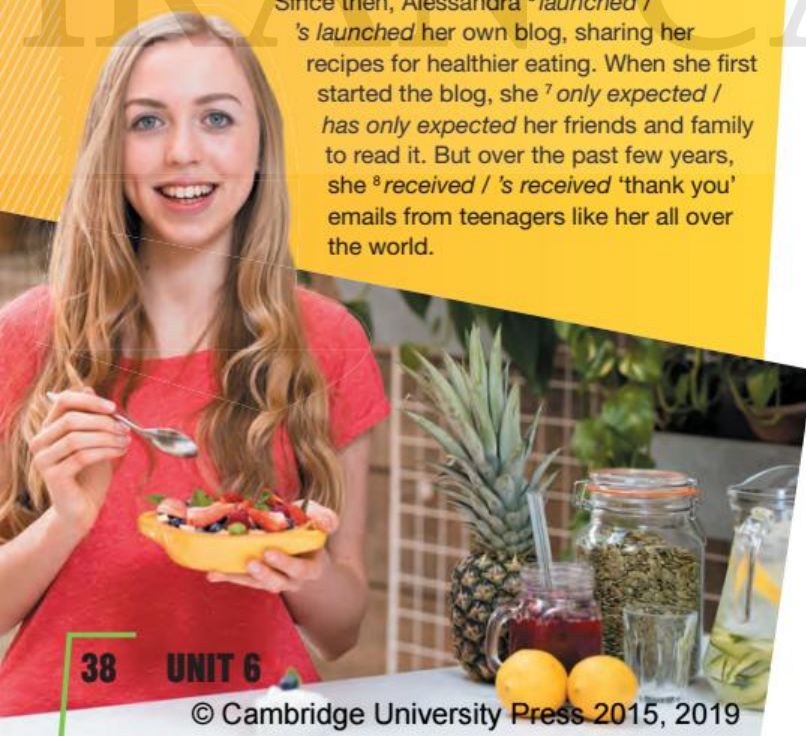 IRAN CA
Since then, Alessandra ⁶ launched /
's launched her own blog, sharing her
recipes for healthier eating. When she first
started the blog, she ⁷ only expected /
has only expected her friends and family
to read it. But over the past few years,
she ⁸ received / 's received ‘thank you’
emails from teenagers like her all over
the world.
38 UNIT 6
© Cambridge University Press 2015, 2019